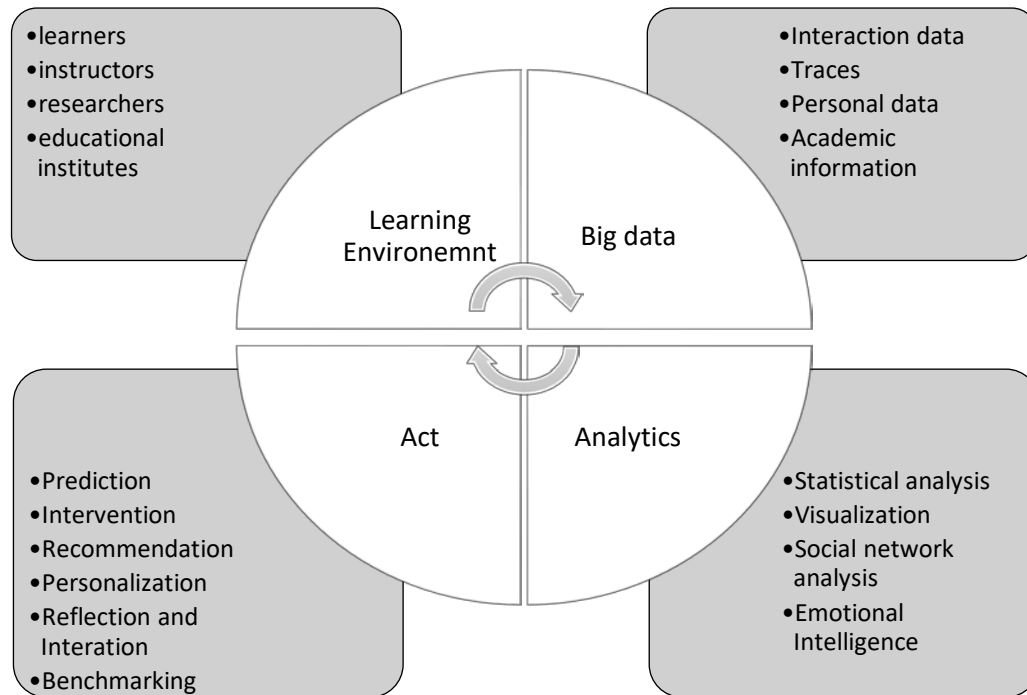 •learners
•instructors
•researchers
•educational
institutes
•Interaction data
•Traces
•Personal data
•Academic
information
Learning
Environemnt
Big data
Act
Analytics
•Prediction
•Intervention
•Recommendation
•Personalization
•Reflection and
Interation
•Benchmarking
•Statistical analysis
•Visualization
•Social network
analysis
•Emotional
Intelligence